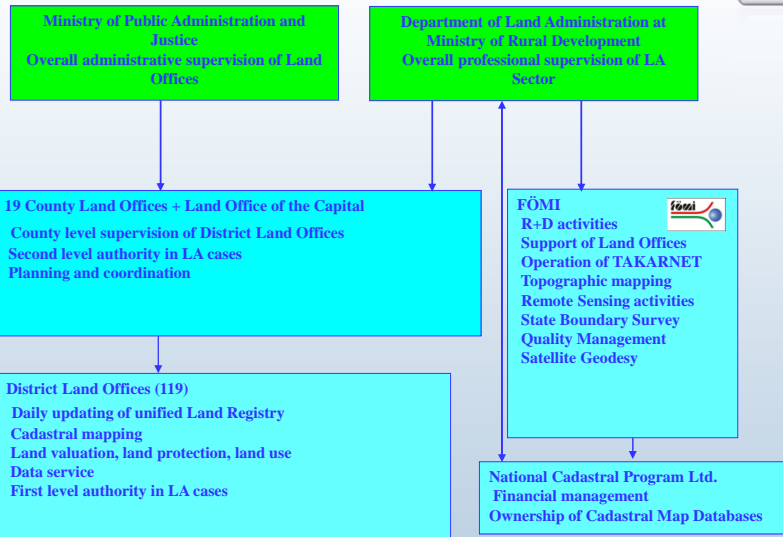 Ministry of Public Administration and
Justice
Overall administrative supervision of Land
Offices
Department of Land Administration at
Ministry of Rural Development
Overall professional supervision of LA
Sector
19 County Land Offices + Land Office of the Capital
County level supervision of District Land Offices
Second level authority in LA cases
Planning and coordination
FÖMI
fömi
R+D activities
Support of Land Offices
Operation of TAKARNET
Topographic mapping
Remote Sensing activities
State Boundary Survey
Quality Management
Satellite Geodesy
District Land Offices (119)
Daily updating of unified Land Registry
Cadastral mapping
Land valuation, land protection, land use
Data service
First level authority in LA cases
National Cadastral Program Ltd.
Financial management
Ownership of Cadastral Map Databases